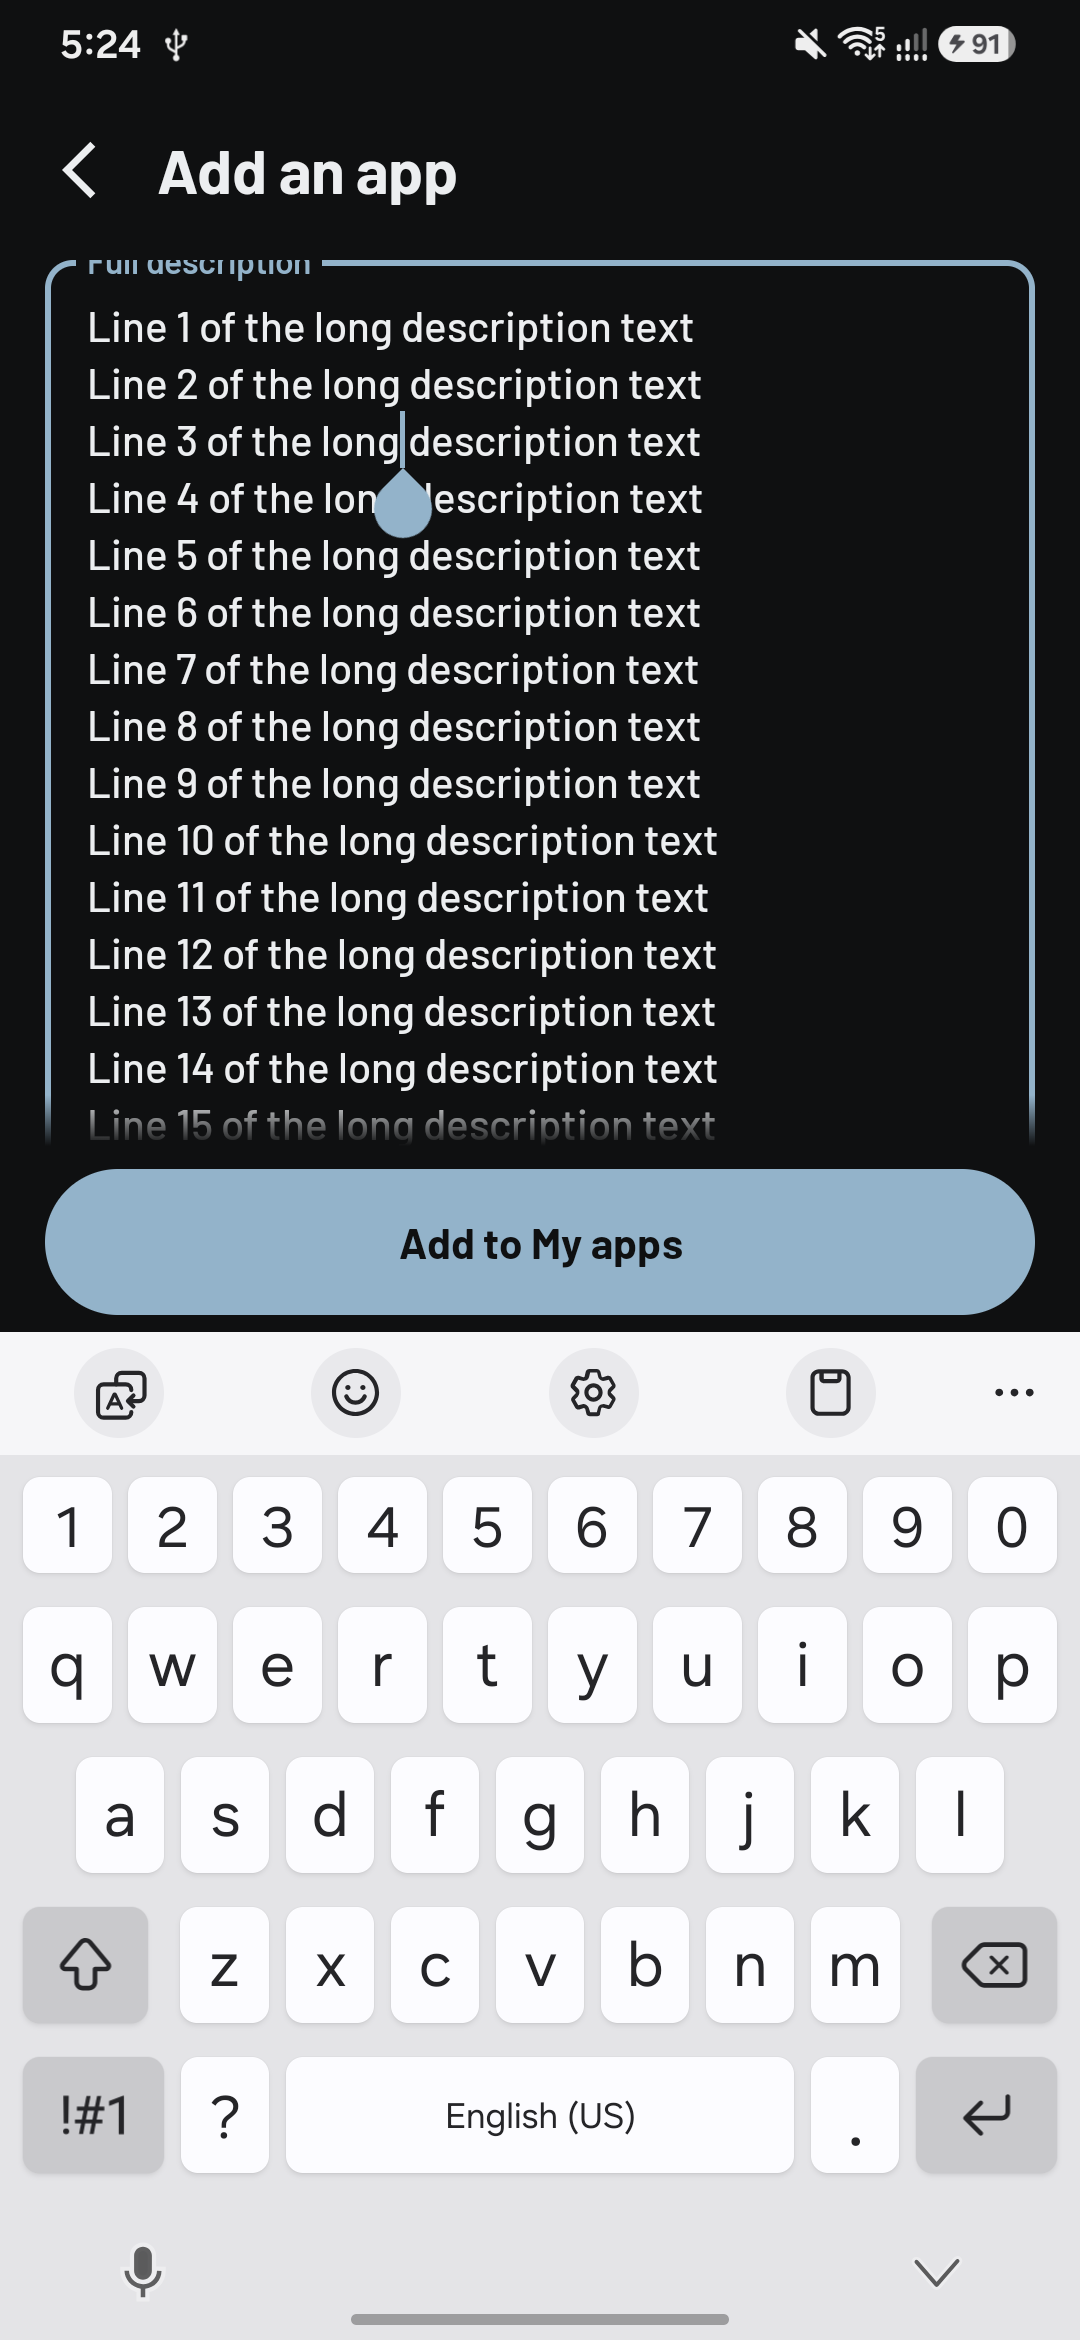 5:24
5
91
Add an app
Full description
Line 1 of the long description text
Line 2 of the long description text
Line 3 of the long description text
Line 4 of the lon description text
Line 5 of the long description text
Line 6 of the long description text
Line 7 of the long description text
Line 8 of the long description text
Line 9 of the long description text
Line 10 of the long description text
Line 11 of the long description text
Line 12 of the long description text
Line 13 of the long description text
Line 14 of the long description text
Line 15 of the long description text
Add to My apps
A
1 2 3 4 5 6 7 8 9 0
q w e r t y u i o p
a s d f g h j k l
z x c v b n m
!#1 ? English (US) .